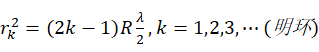 r_k^2 = (2k − 1)R λ/2, k = 1,2,3,⋯ (明环)